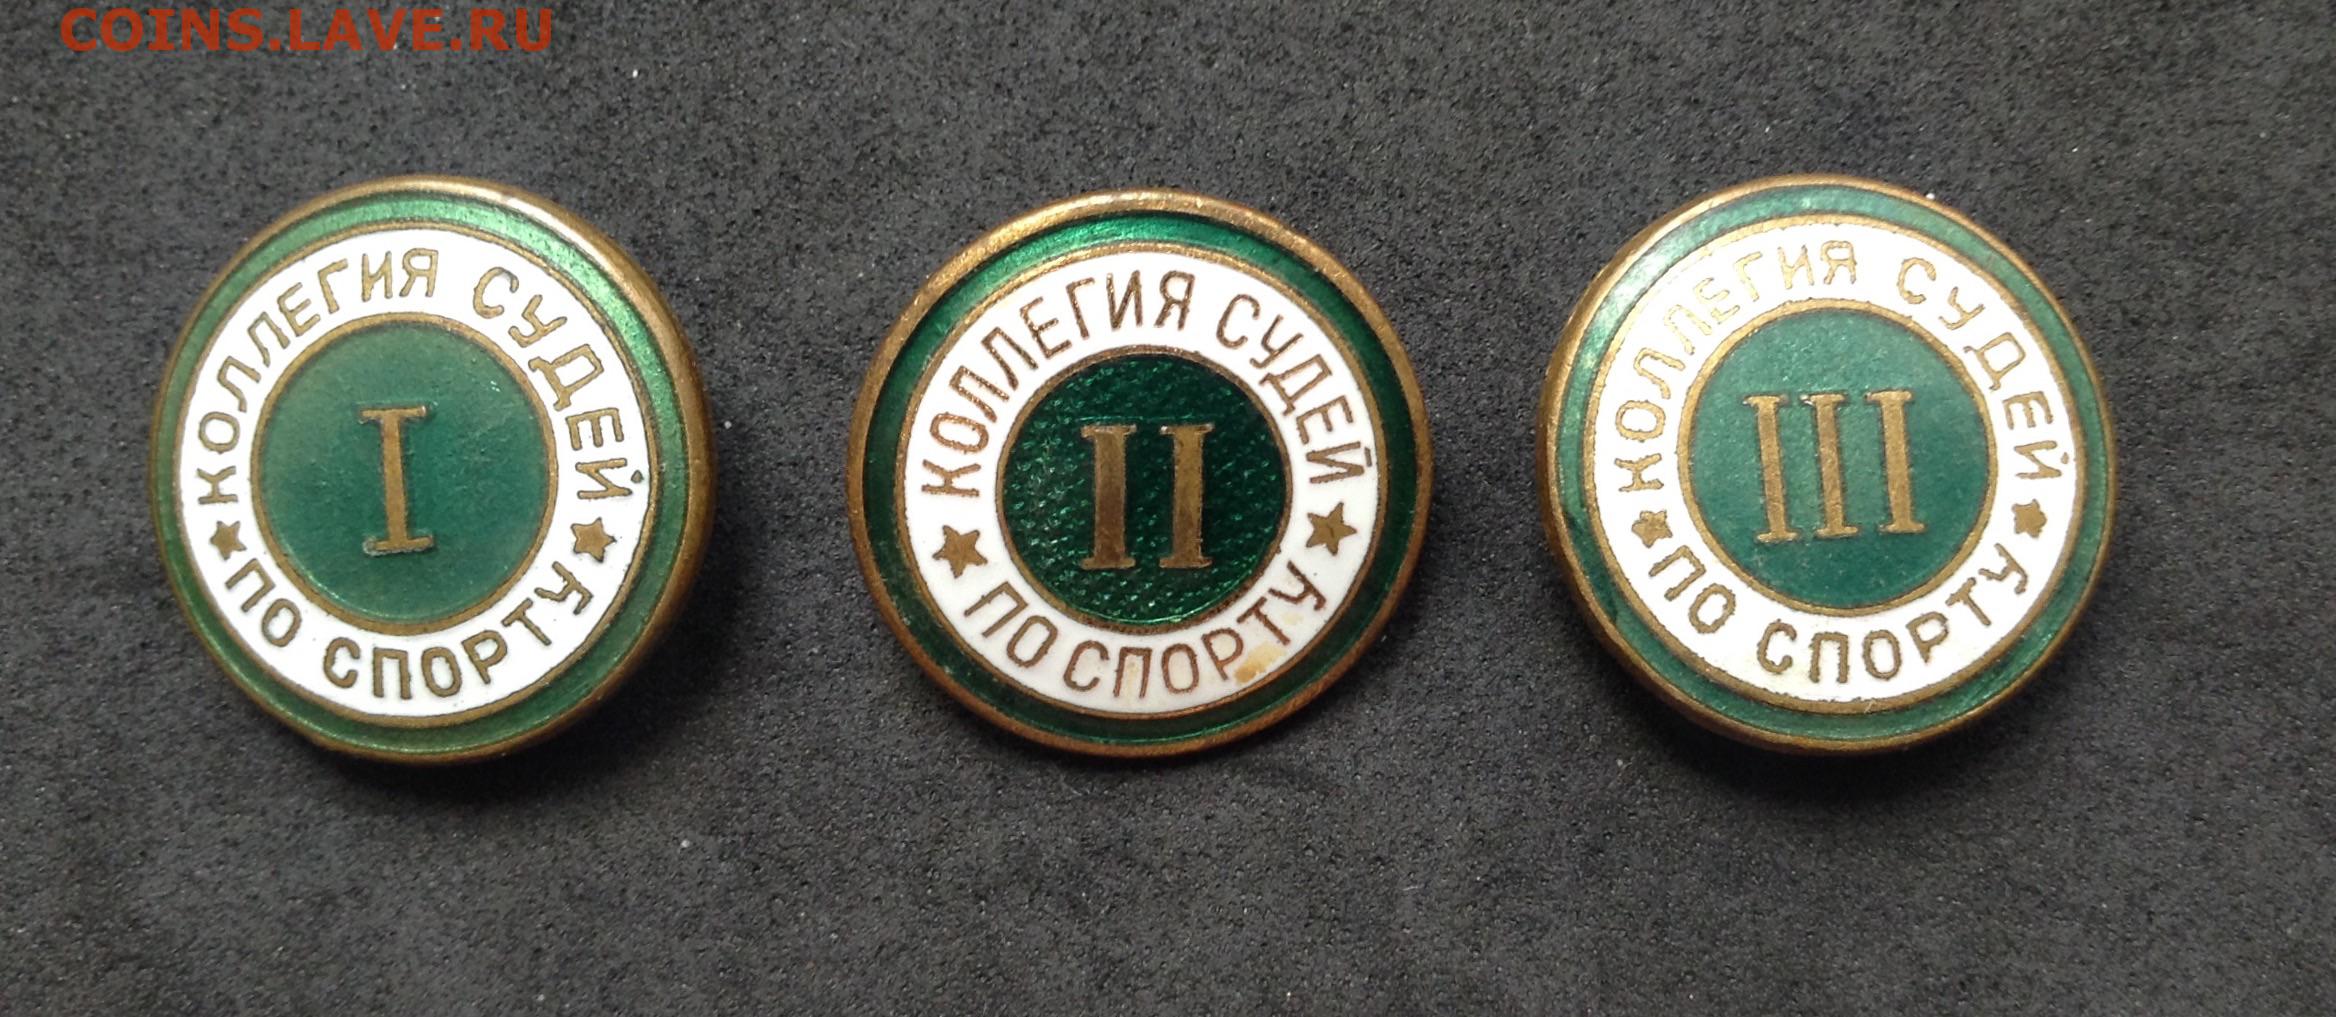 COINS.LAVE.RU
КОЛЛЕГИЯ СУДЕЙ
I
ПО СПОРТУ
КОЛЛЕГИЯ СУДЕЙ
II
ПО СПОРТУ
КОЛЛЕГИЯ СУДЕЙ
III
ПО СПОРТУ